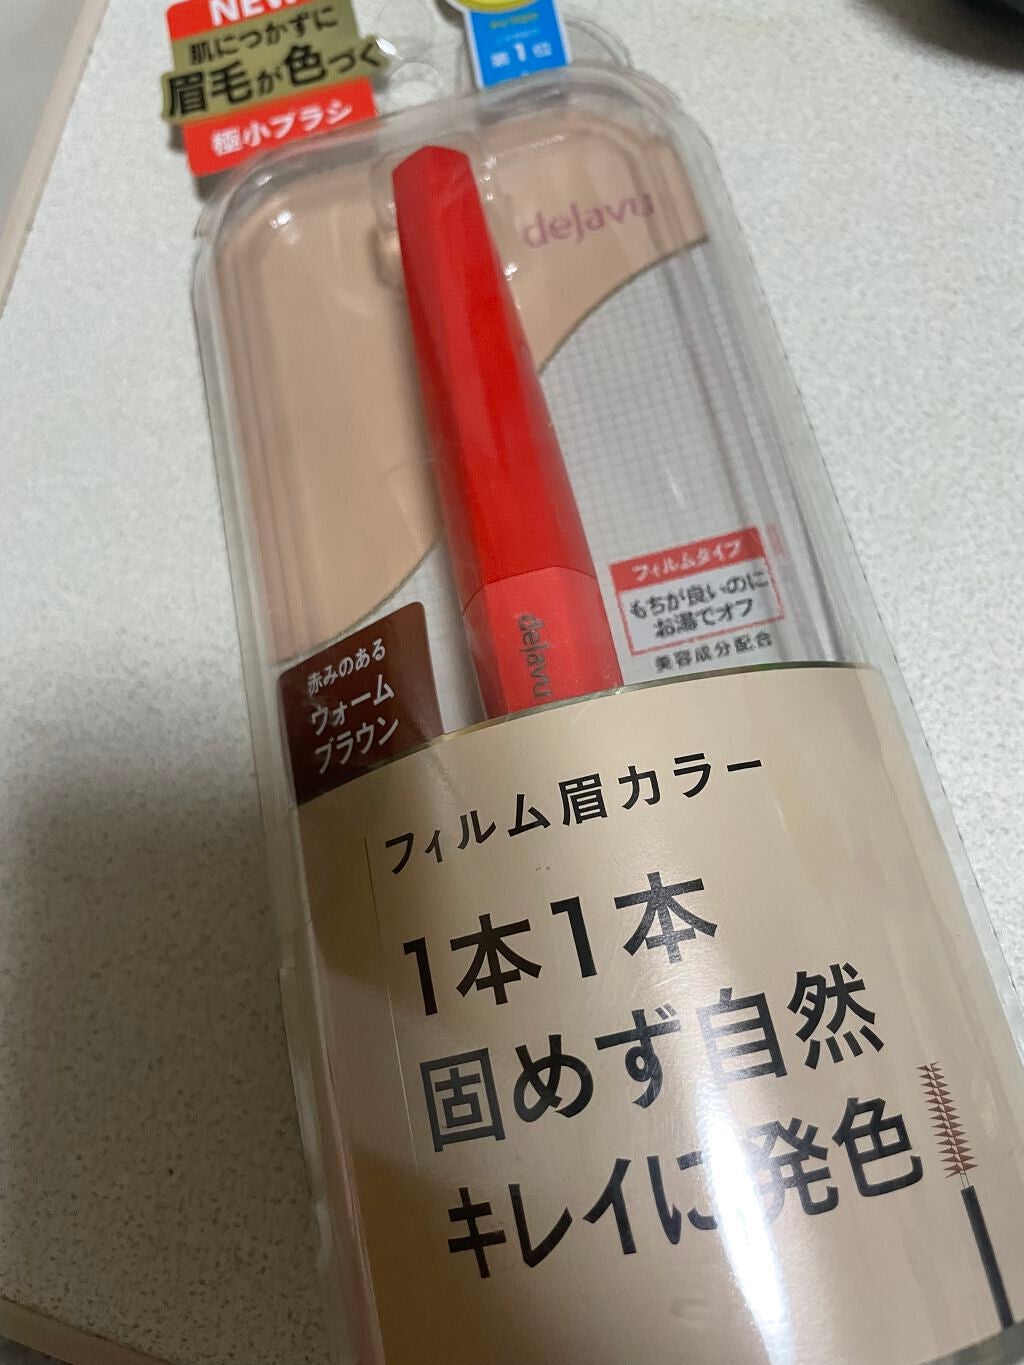 NEW
肌につかずに
眉毛が色づく
極小ブラシ
第1位
dejavu
フィルムタイプ
もちが良いのに
お湯でオフ
美容成分配合
dejavu
赤みのある
ウォーム
ブラウン
フィルム眉カラー
1本1本
固めず自然
キレイに発色